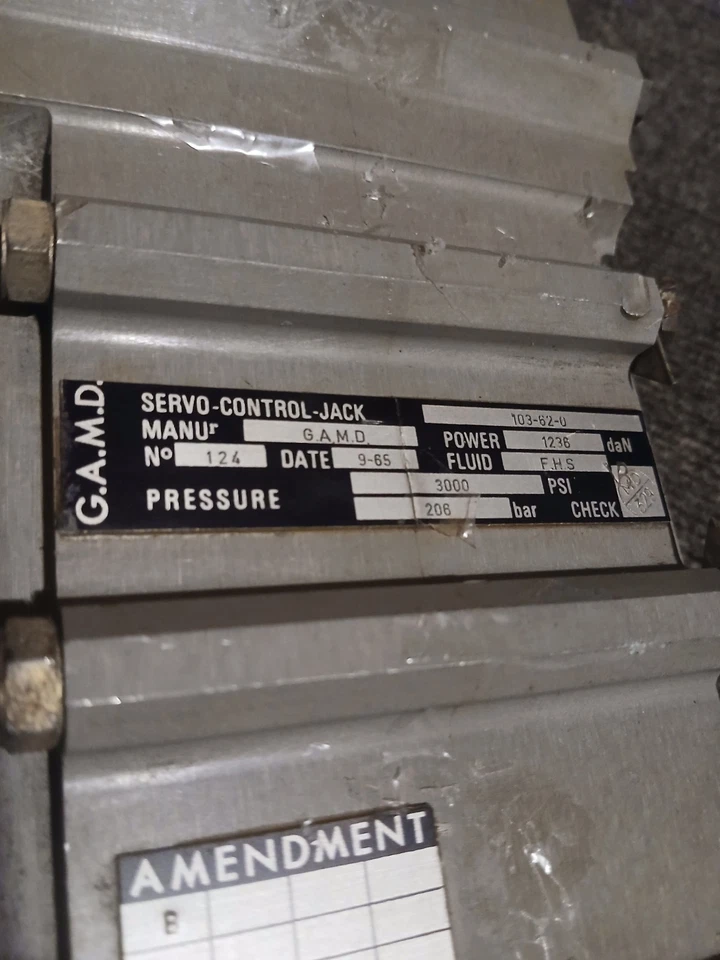 G.A.M.D.
SERVO-CONTROL-JACK 103-62-0
MANUr G.A.M.D. POWER 1236 daN
No 124 DATE 9-65 FLUID F.H.S
PRESSURE 3000 PSI
206 bar CHECK
AMENDMENT
B